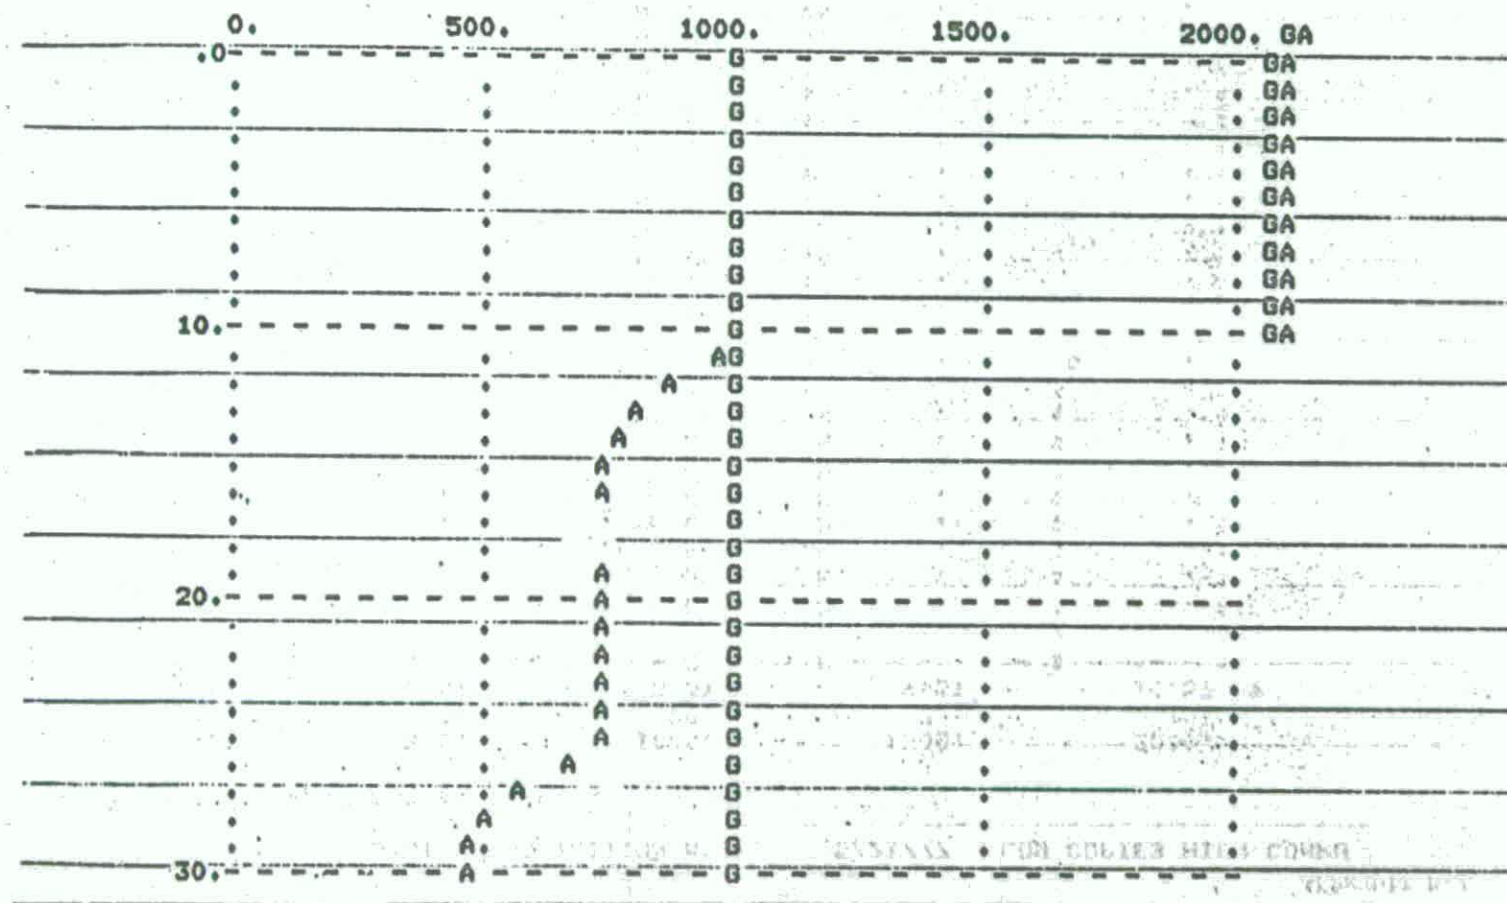 0. 500. 1000. 1500. 2000. GA
.0- - - - - - - - - - - - - - - - - - G - - - - - - - - - - - - - - - - - - GA
. . G . . GA
. . G . . GA
. . G . . GA
. . G . . GA
. . G . . GA
. . G . . GA
. . G . . GA
. . G . . GA
. . G . . GA
10.- - - - - - - - - - - - - - - - - - G - - - - - - - - - - - - - - - - - - GA
. . AG . .
. . A G . .
. . A G . .
. . A G . .
. . A G . .
. . A G . .
. . G . .
. . G . .
. . A G . .
20.- - - - - - - - - - - - - A - - - - G - - - - - - - - - - - - - - - - - -
. . A G . .
. . A G . .
. . A G . .
. . A G . .
. . A G . .
. . A G . .
. . A G . .
. A G . .
. A . G . .
30.- - - - - - - - A - - - - - - - - - G - - - - - - - - - - - - - - - - - -